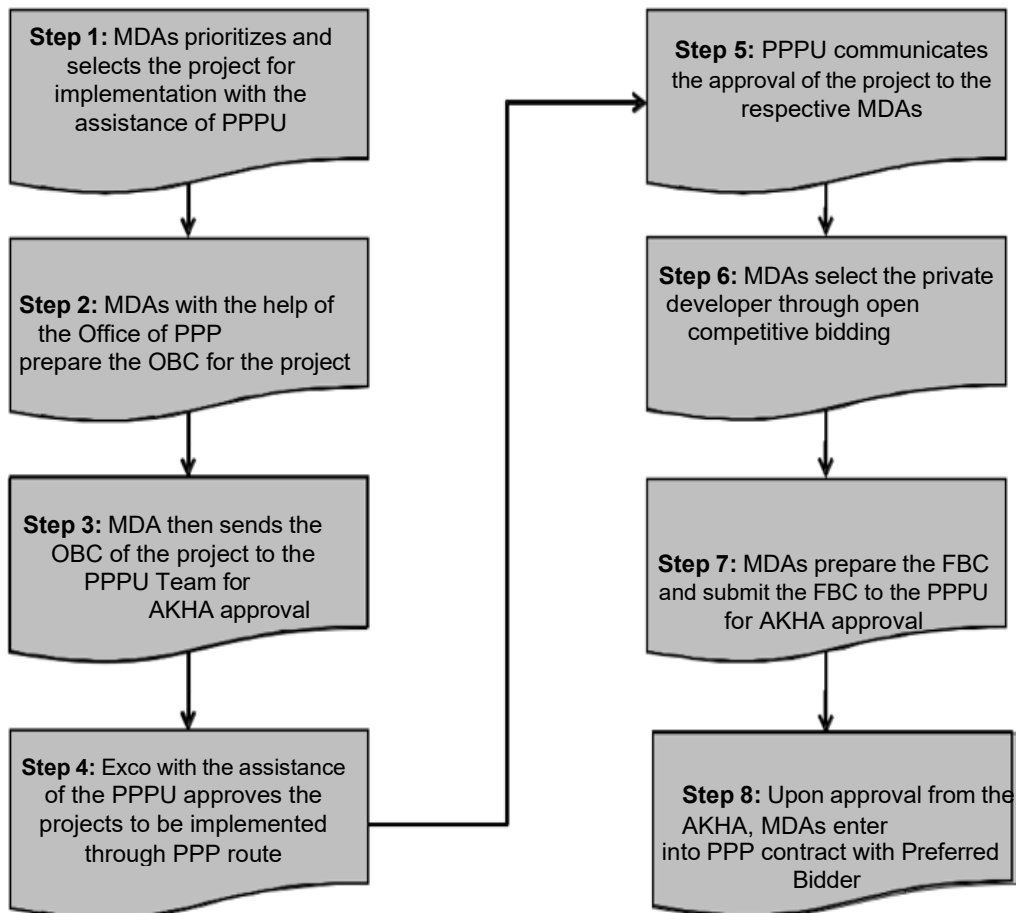 Step 1: MDAs prioritizes and
selects the project for
implementation with the
assistance of PPPU
Step 2: MDAs with the help of
the Office of PPP
prepare the OBC for the project
Step 3: MDA then sends the
OBC of the project to the
PPPU Team for
AKHA approval
Step 4: Exco with the assistance
of the PPPU approves the
projects to be implemented
through PPP route
Step 5: PPPU communicates
the approval of the project to the
respective MDAs
Step 6: MDAs select the private
developer through open
competitive bidding
Step 7: MDAs prepare the FBC
and submit the FBC to the PPPU
for AKHA approval
Step 8: Upon approval from the
AKHA, MDAs enter
into PPP contract with Preferred
Bidder